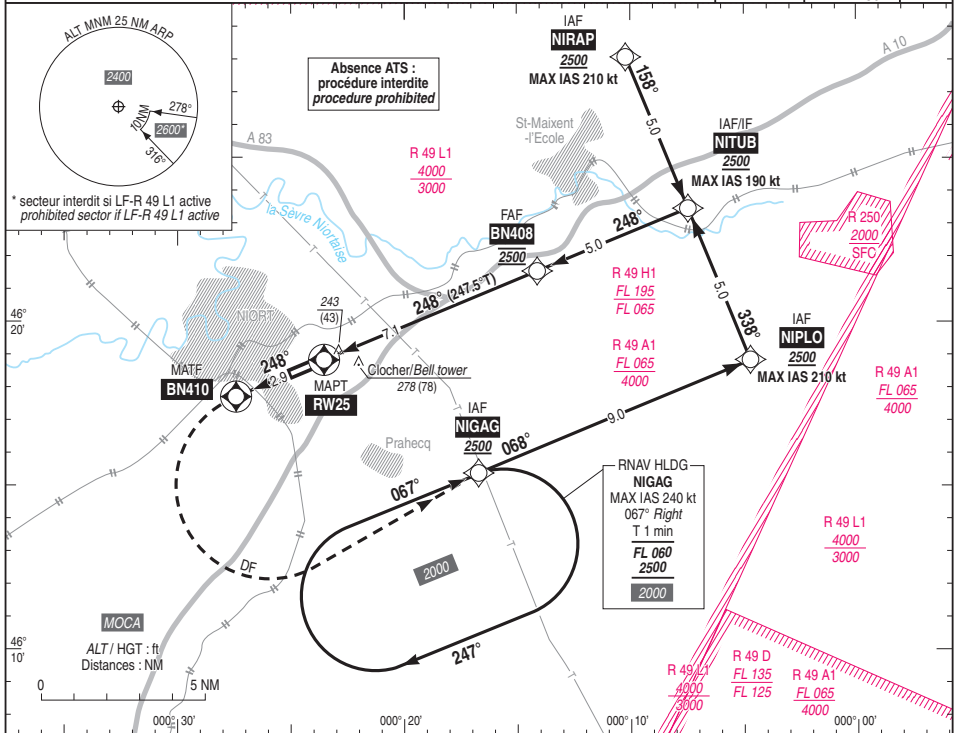 ALT MNM 25 NM ARP
2400
10NM
278°
2600*
316°
* secteur interdit si LF-R 49 L1 active
prohibited sector if LF-R 49 L1 active
Absence ATS :
procédure interdite
procedure prohibited
IAF
NIRAP
2500
MAX IAS 210 kt
158°
5.0
A 10
A 83
St-Maixent
-l'Ecole
IAF/IF
NITUB
2500
MAX IAS 190 kt
R 49 L1
4000
3000
la Sèvre Niortaise
FAF
BN408
2500
248°
5.0
R 250
2000
SFC
R 49 H1
FL 195
FL 065
248° (247.5°T)
7.1
5.0
338°
243
(43)
NIORT
46°
20'
IAF
NIPLO
2500
MAX IAS 210 kt
R 49 A1
FL 065
4000
248°
2.9
MATF
BN410
MAPT
RW25
Clocher/Bell tower
278 (78)
R 49 A1
FL 065
4000
IAF
NIGAG
2500
9.0
068°
Prahecq
067°
RNAV HLDG
NIGAG
MAX IAS 240 kt
067° Right
T 1 min
FL 060
2500
2000
R 49 L1
4000
3000
DF
2000
247°
MOCA
ALT / HGT : ft
Distances : NM
0
5 NM
46°
10'
R 49 L1
4000
3000
R 49 D
FL 135
FL 125
R 49 A1
FL 065
4000
000° 30'
000° 20'
000° 10'
000° 00'